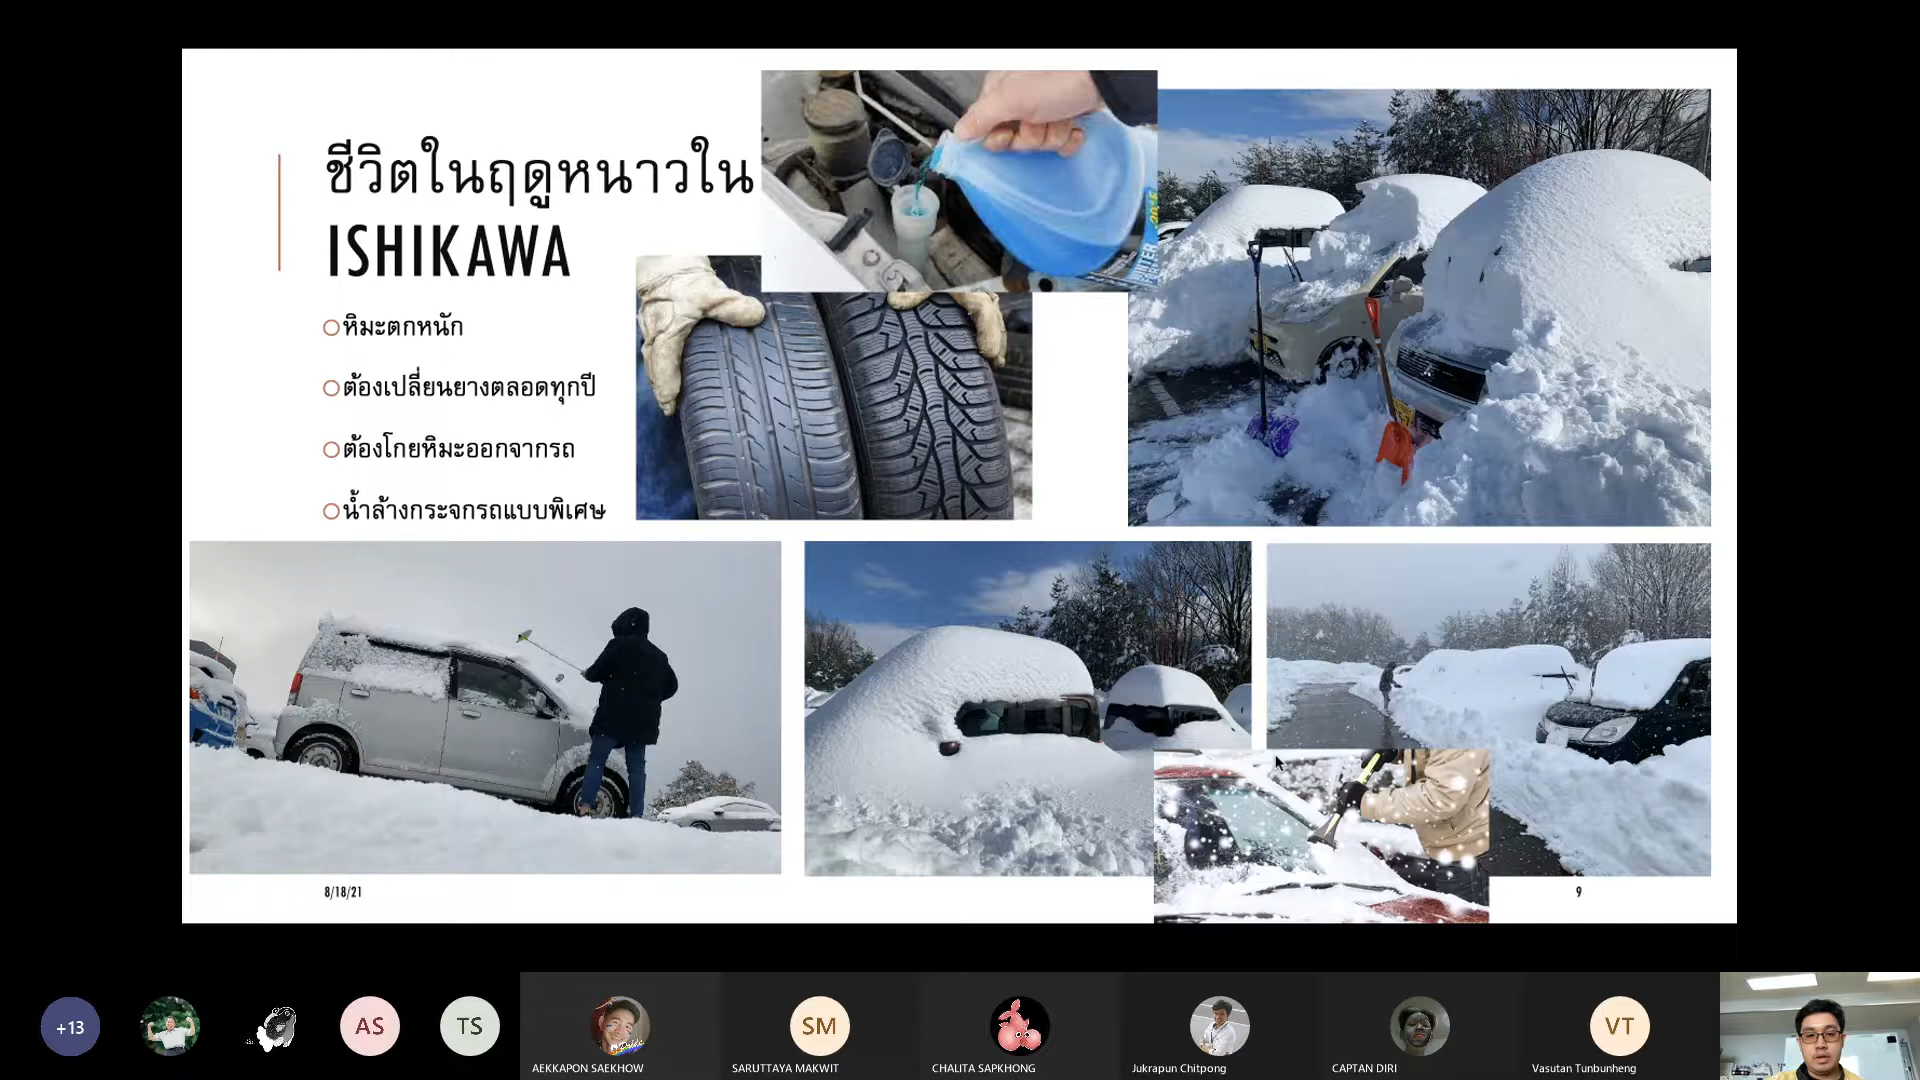 ชีวิตในฤดูหนาวใน
ISHIKAWA
หิมะตกหนัก
ต้องเปลี่ยนยางตลอดทุกปี
ต้องโกยหิมะออกจากรถ
น้ำล้างกระจกรถแบบพิเศษ
8/18/21
9
+13
AS
TS
SM
VT
AEKKAPON SAEKHOW
SARUTTAYA MAKWIT
CHALITA SAPKHONG
Jukrapun Chitpong
CAPTAN DIRI
Vasutan Tunbunheng